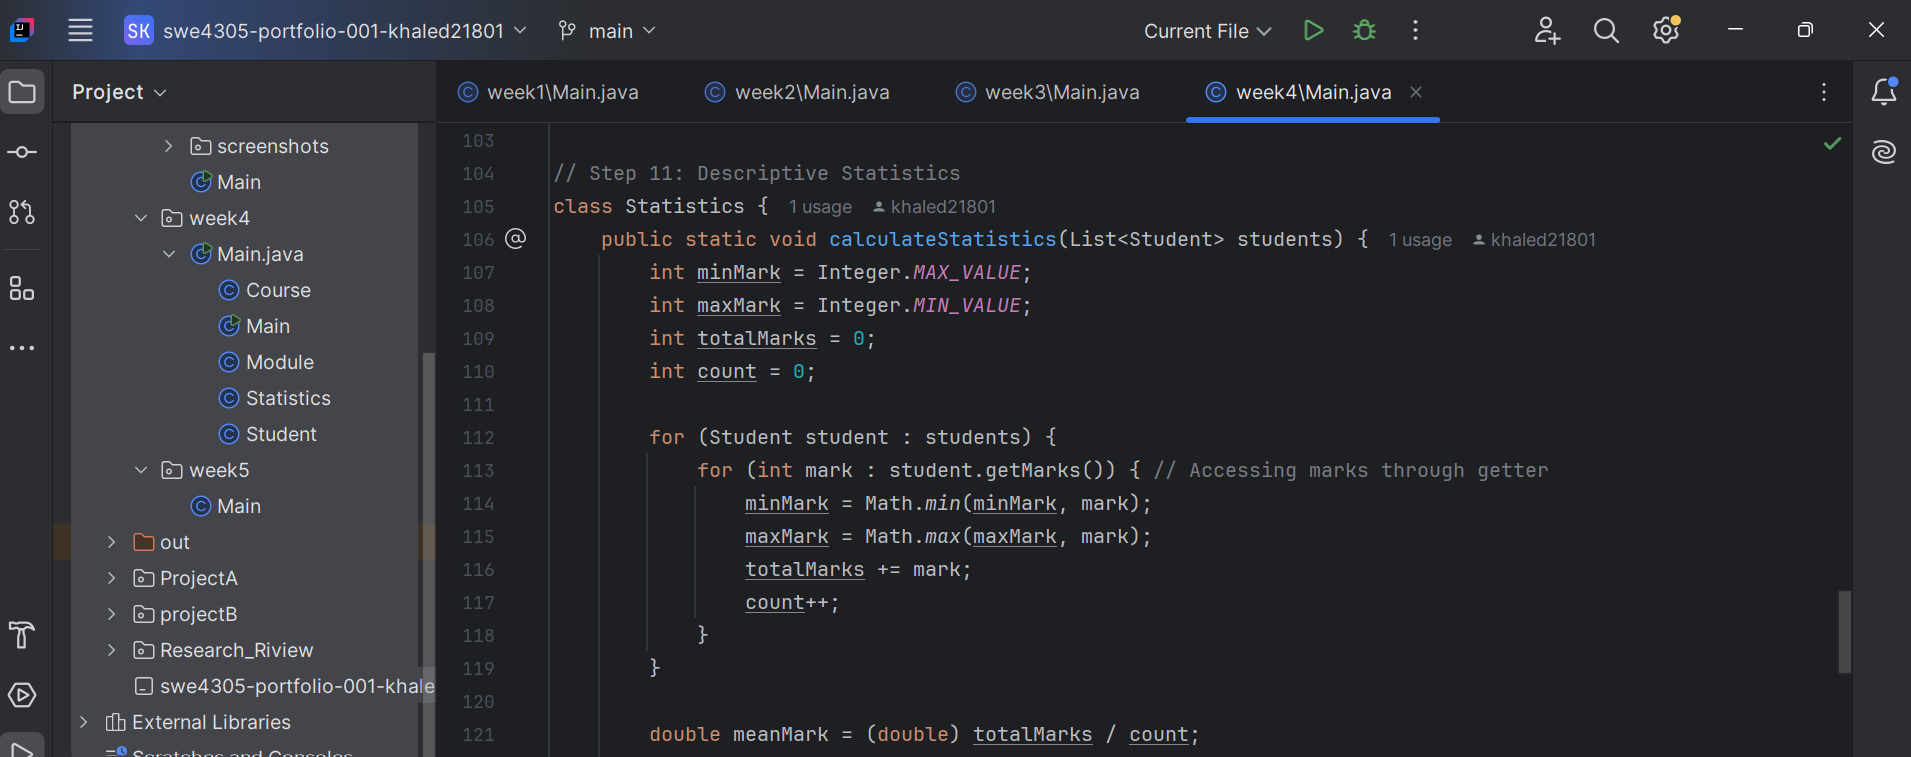 SK swe4305-portfolio-001-khaled21801 main Current File
Project
week1\Main.java week2\Main.java week3\Main.java week4\Main.java
screenshots
Main
week4
Main.java
Course
Main
Module
Statistics
Student
week5
Main
out
ProjectA
projectB
Research_Riview
swe4305-portfolio-001-khale
External Libraries
Scratches and Consoles
103
104 // Step 11: Descriptive Statistics
105 class Statistics { 1 usage khaled21801
106 @ public static void calculateStatistics(List<Student> students) { 1 usage khaled21801
107 int minMark = Integer.MAX_VALUE;
108 int maxMark = Integer.MIN_VALUE;
109 int totalMarks = 0;
110 int count = 0;
111
112 for (Student student : students) {
113 for (int mark : student.getMarks()) { // Accessing marks through getter
114 minMark = Math.min(minMark, mark);
115 maxMark = Math.max(maxMark, mark);
116 totalMarks += mark;
117 count++;
118 }
119 }
120
121 double meanMark = (double) totalMarks / count;